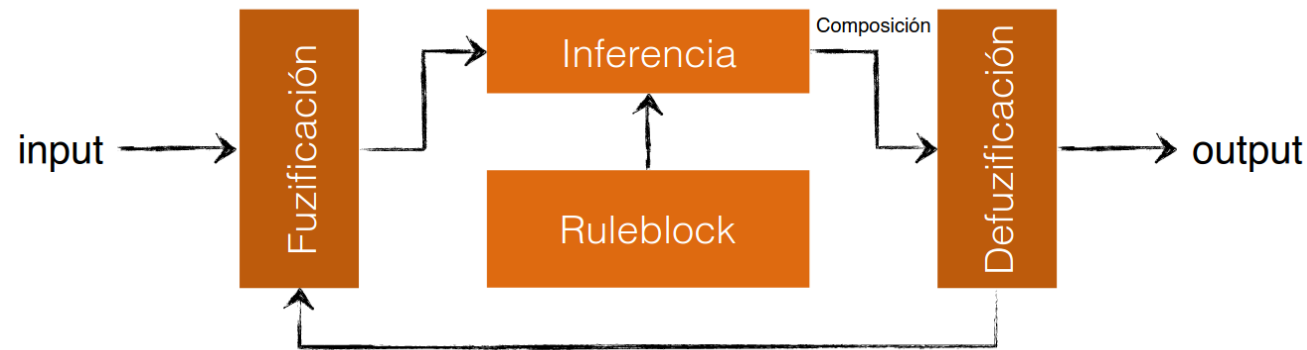 input
Fuzificación
Inferencia
Ruleblock
Composición
Defuzificación
output